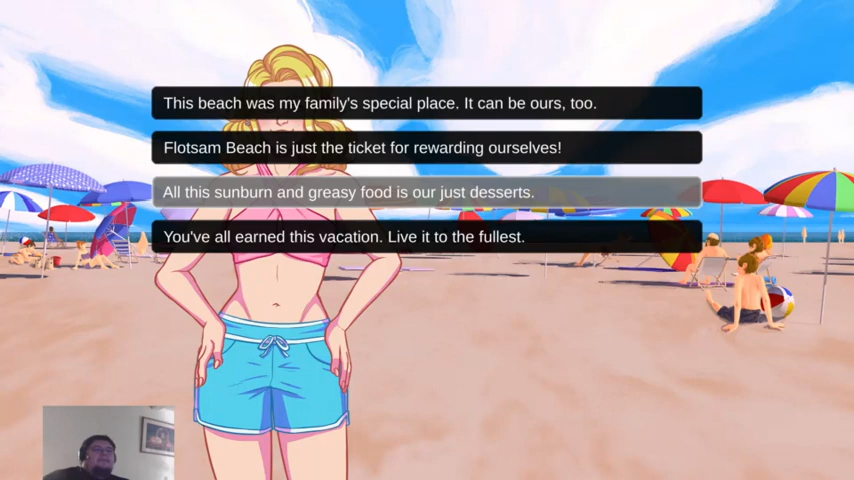 This beach was my family's special place. It can be ours, too.
Flotsam Beach is just the ticket for rewarding ourselves!
All this sunburn and greasy food is our just desserts.
You've all earned this vacation. Live it to the fullest.